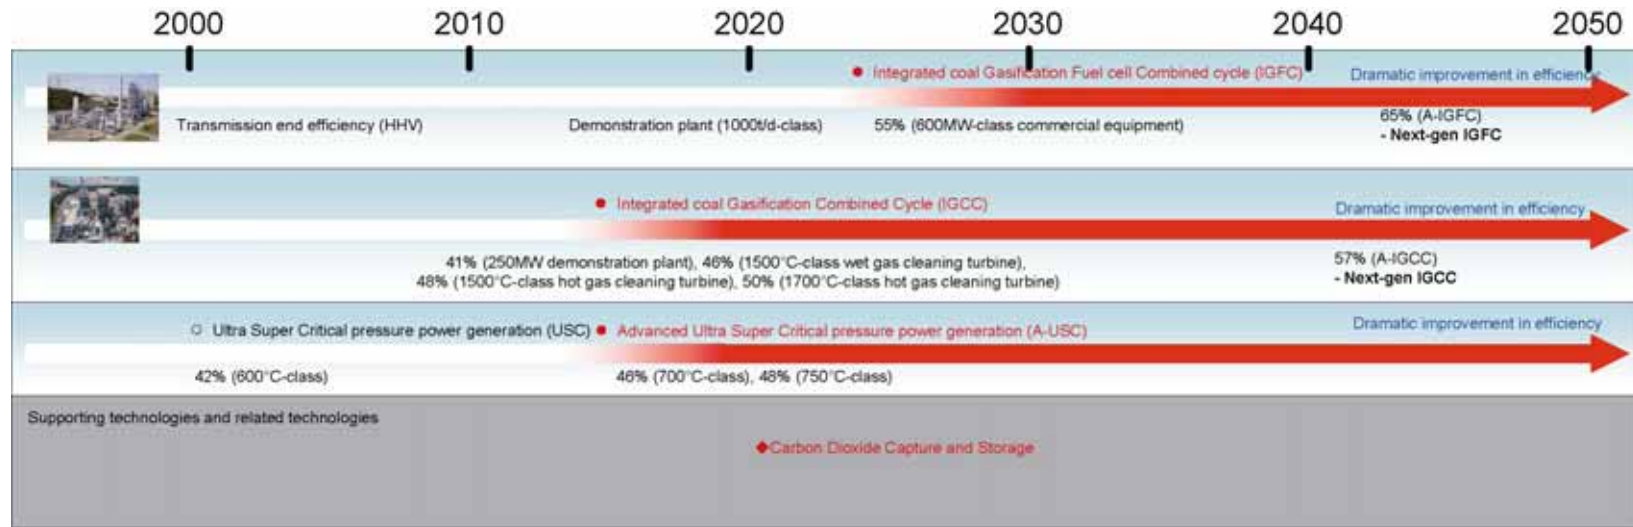 2000 2010 2020 2030 2040 2050
● Integrated coal Gasification Fuel cell Combined cycle (IGFC) Dramatic improvement in efficiency
Transmission end efficiency (HHV) Demonstration plant (1000t/d-class) 55% (600MW-class commercial equipment) 65% (A-IGFC)
- Next-gen IGFC
● Integrated coal Gasification Combined Cycle (IGCC) Dramatic improvement in efficiency
41% (250MW demonstration plant), 46% (1500°C-class wet gas cleaning turbine), 57% (A-IGCC)
48% (1500°C-class hot gas cleaning turbine), 50% (1700°C-class hot gas cleaning turbine) - Next-gen IGCC
○ Ultra Super Critical pressure power generation (USC) ● Advanced Ultra Super Critical pressure power generation (A-USC) Dramatic improvement in efficiency
42% (600°C-class) 46% (700°C-class), 48% (750°C-class)
Supporting technologies and related technologies
◆Carbon Dioxide Capture and Storage